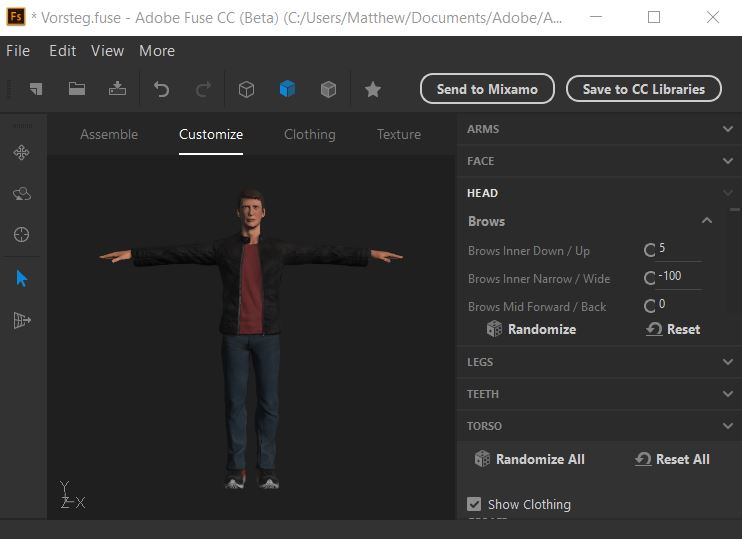 Fs * Vorsteg.fuse - Adobe Fuse CC (Beta) (C:/Users/Matthew/Documents/Adobe/A...
File Edit View More
Send to Mixamo Save to CC Libraries
Assemble Customize Clothing Texture
ARMS
FACE
HEAD
Brows
Brows Inner Down / Up 5
Brows Inner Narrow / Wide -100
Brows Mid Forward / Back 0
Randomize Reset
LEGS
TEETH
TORSO
Randomize All Reset All
Show Clothing
Y
Z X